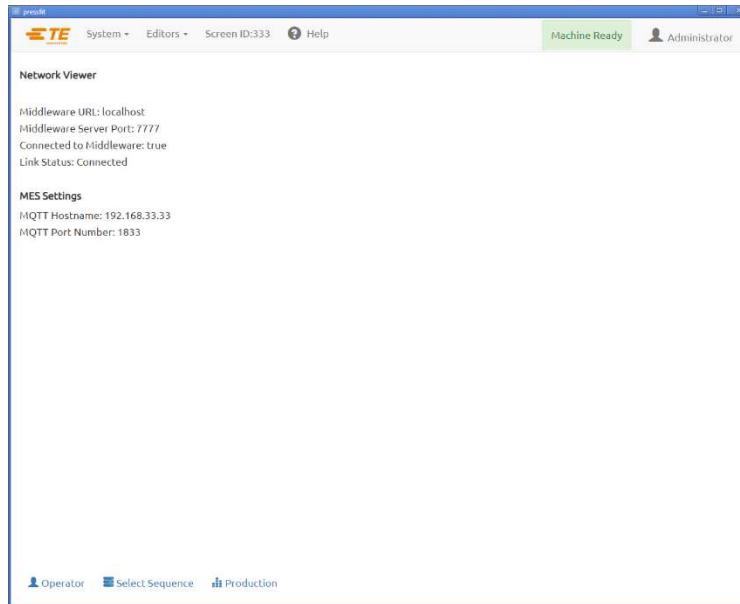 pressfit
TE System Editors Screen ID:333 ? Help Machine Ready Administrator
Network Viewer
Middleware URL: localhost
Middleware Server Port: 7777
Connected to Middleware: true
Link Status: Connected
MES Settings
MQTT Hostname: 192.168.33.33
MQTT Port Number: 1833
Operator Select Sequence Production